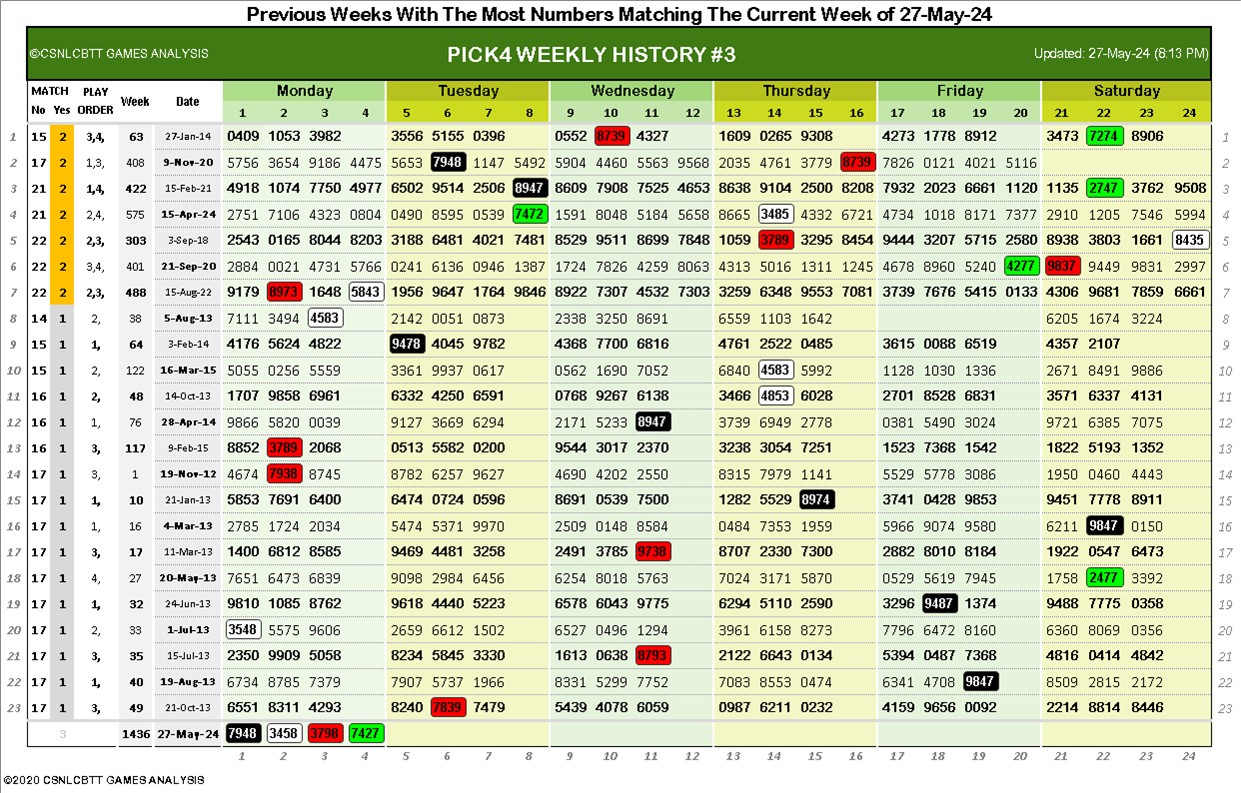 Previous Weeks With The Most Numbers Matching The Current Week of 27-May-24
©CSNLCBTT GAMES ANALYSIS PICK4 WEEKLY HISTORY #3 Updated: 27-May-24 (8:13 PM)
MATCH PLAY Week Date Monday Tuesday Wednesday Thursday Friday Saturday
No Yes ORDER 1 2 3 4 5 6 7 8 9 10 11 12 13 14 15 16 17 18 19 20 21 22 23 24
1 15 2 3,4, 63 27-Jan-14 0409 1053 3982 3556 5155 0396 0552 8739 4327 1609 0265 9308 4273 1778 8912 3473 7274 8906 1
2 17 2 1,3, 408 9-Nov-20 5756 3654 9186 4475 5653 7948 1147 5492 5904 4460 5563 9568 2035 4761 3779 8739 7826 0121 4021 5116 2
3 21 2 1,4, 422 15-Feb-21 4918 1074 7750 4977 6502 9514 2506 8947 8609 7908 7525 4653 8638 9104 2500 8208 7932 2023 6661 1120 1135 2747 3762 9508 3
4 21 2 2,4, 575 15-Apr-24 2751 7106 4323 0804 0490 8595 0539 7472 1591 8048 5184 5658 8665 3485 4332 6721 4734 1018 8171 7377 2910 1205 7546 5994 4
5 22 2 2,3, 303 3-Sep-18 2543 0165 8044 8203 3188 6481 4021 7481 8529 9511 8699 7848 1059 3789 3295 8454 9444 3207 5715 2580 8938 3803 1661 8435 5
6 22 2 3,4, 401 21-Sep-20 2884 0021 4731 5766 0241 6136 0946 1387 1724 7826 4259 8063 4313 5016 1311 1245 4678 8960 5240 4277 9837 9449 9831 2997 6
7 22 2 2,3, 488 15-Aug-22 9179 8973 1648 5843 1956 9647 1764 9846 8922 7307 4532 7303 3259 6348 9553 7081 3739 7676 5415 0133 4306 9681 7859 6661 7
8 14 1 2, 38 5-Aug-13 7111 3494 4583 2142 0051 0873 2338 3250 8691 6559 1103 1642 6205 1674 3224 8
9 15 1 1, 64 3-Feb-14 4176 5624 4822 9478 4045 9782 4368 7700 6816 4761 2522 0485 3615 0088 6519 4357 2107 9
10 15 1 2, 122 16-Mar-15 5055 0256 5559 3361 9937 0617 0562 1690 7052 6840 4583 5992 1128 1030 1336 2671 8491 9886 10
11 16 1 2, 48 14-Oct-13 1707 9858 6961 6332 4250 6591 0768 9267 6138 3466 4853 6028 2701 8528 6831 3571 6337 4131 11
12 16 1 1, 76 28-Apr-14 9866 5820 0039 9127 3669 6294 2171 5233 8947 3739 6949 2778 0381 5490 3024 9721 6385 7075 12
13 16 1 3, 117 9-Feb-15 8852 3789 2068 0513 5582 0200 9544 3017 2370 3238 3054 7251 1523 7368 1542 1822 5193 1352 13
14 17 1 3, 1 19-Nov-12 4674 7938 8745 8782 6257 9627 4690 4202 2550 8315 7979 1141 5529 5778 3086 1950 0460 4443 14
15 17 1 1, 10 21-Jan-13 5853 7691 6400 6474 0724 0596 8691 0539 7500 1282 5529 8974 3741 0428 9853 9451 7778 8911 15
16 17 1 1, 16 4-Mar-13 2785 1724 2034 5474 5371 9970 2509 0148 8584 0484 7353 1959 5966 9074 9580 6211 9847 0150 16
17 17 1 3, 17 11-Mar-13 1400 6812 8585 9469 4481 3258 2491 3785 9738 8707 2330 7300 2882 8010 8184 1922 0547 6473 17
18 17 1 4, 27 20-May-13 7651 6473 6839 9098 2984 6456 6254 8018 5763 7024 3171 5870 0529 5619 7945 1758 2477 3392 18
19 17 1 1, 32 24-Jun-13 9810 1085 8762 9618 4440 5223 6578 6043 9775 6294 5110 2590 3296 9487 1374 9488 7775 0358 19
20 17 1 2, 33 1-Jul-13 3548 5575 9606 2659 6612 1502 6527 0496 1294 3961 6158 8273 7796 6472 8160 6360 8069 0356 20
21 17 1 3, 35 15-Jul-13 2350 9909 5058 8234 5845 3330 1613 0638 8793 2122 6643 0134 5394 0487 7368 4816 0414 4842 21
22 17 1 1, 40 19-Aug-13 6734 8785 7379 7907 5737 1966 8331 5299 7752 7083 8553 0474 6341 4708 9847 8509 2815 2172 22
23 17 1 3, 49 21-Oct-13 6551 8311 4293 8240 7839 7479 5439 4078 6059 0987 6211 0232 4159 9656 0092 2214 8814 8446 23
3 1436 27-May-24 7948 3458 3798 7427
1 2 3 4 5 6 7 8 9 10 11 12 13 14 15 16 17 18 19 20 21 22 23 24
©2020 CSNLCBTT GAMES ANALYSIS